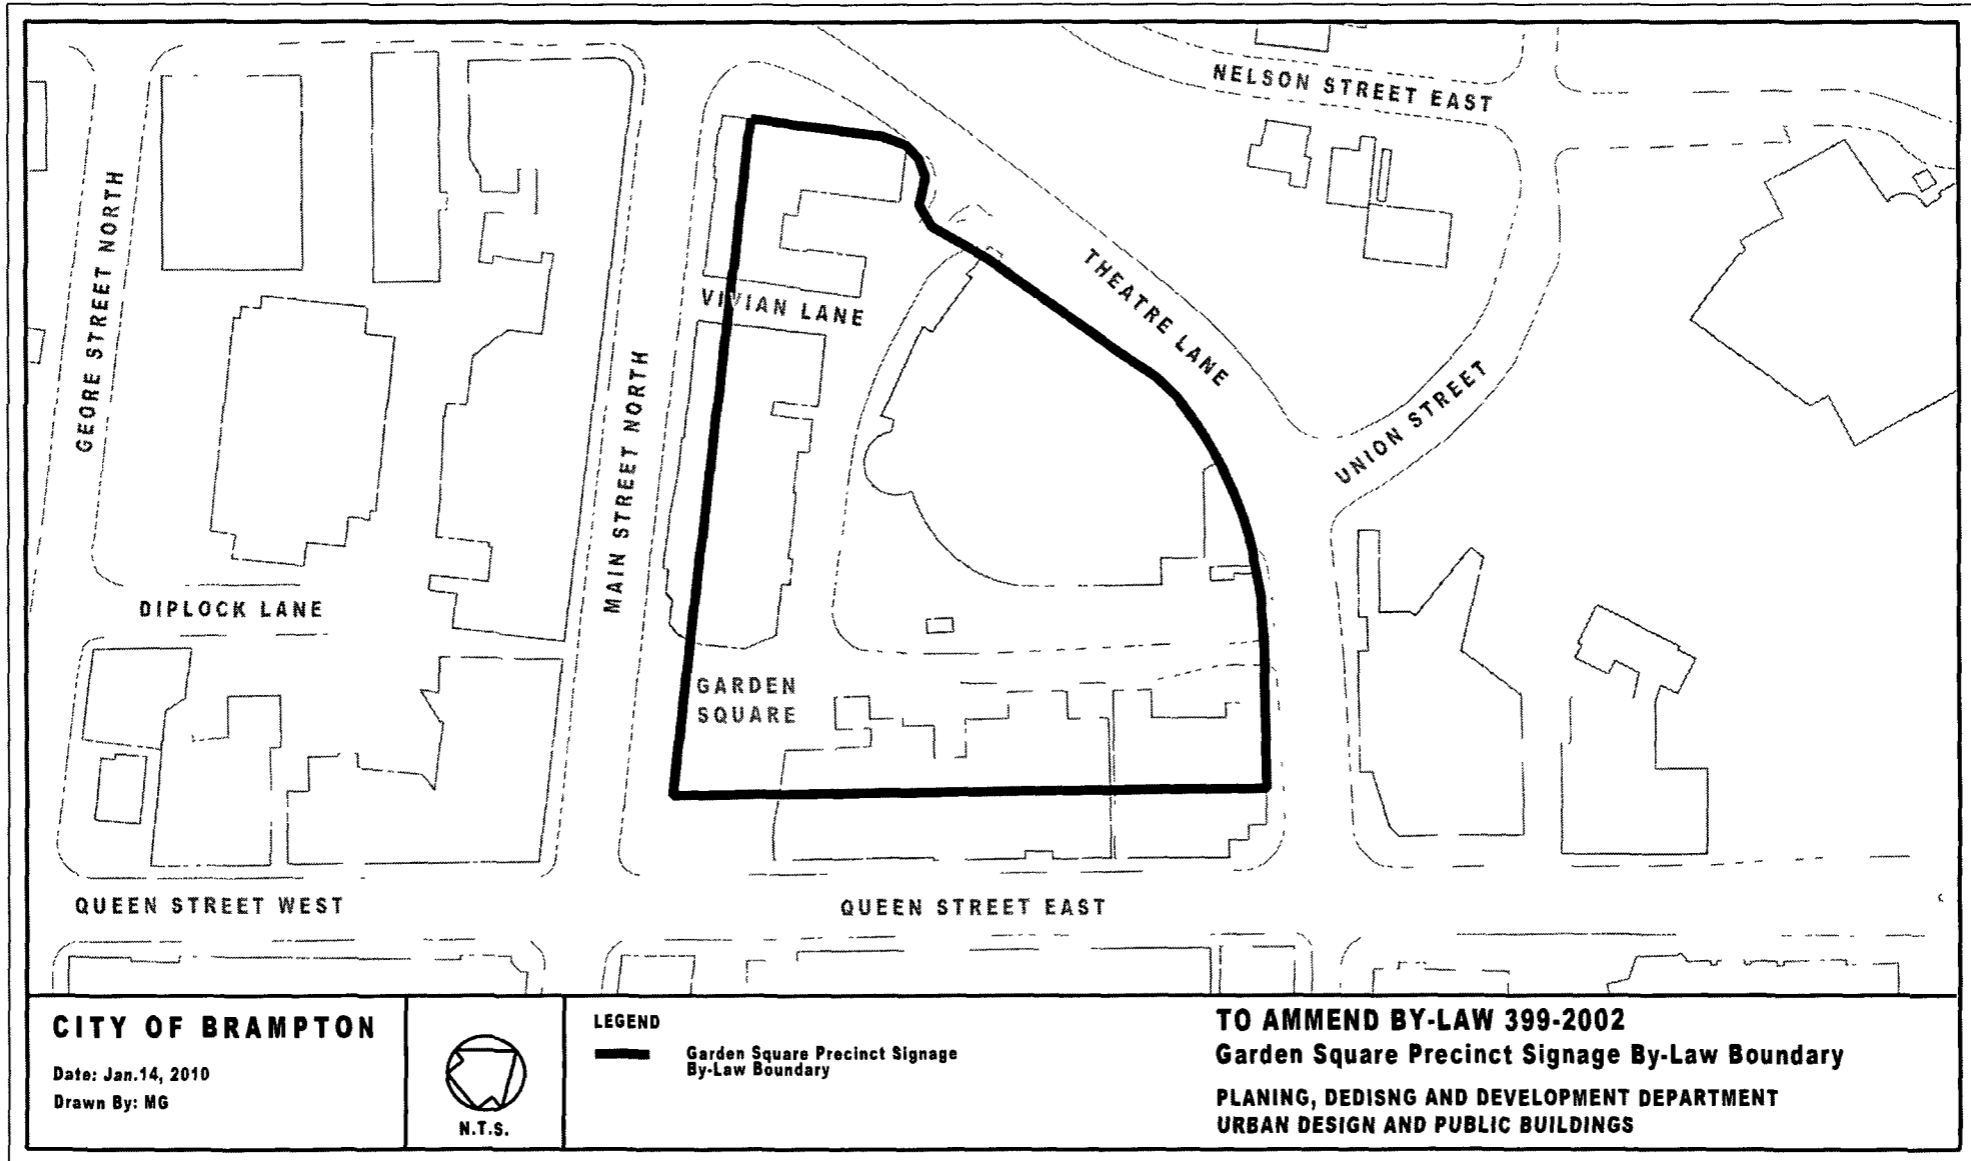 NELSON STREET EAST
GEORE STREET NORTH
VIVIAN LANE
THEATRE LANE
MAIN STREET NORTH
UNION STREET
DIPLOCK LANE
GARDEN
SQUARE
QUEEN STREET WEST
QUEEN STREET EAST
CITY OF BRAMPTON
Date: Jan.14, 2010
Drawn By: MG
N.T.S.
LEGEND
Garden Square Precinct Signage
By-Law Boundary
TO AMMEND BY-LAW 399-2002
Garden Square Precinct Signage By-Law Boundary
PLANING, DEDISNG AND DEVELOPMENT DEPARTMENT
URBAN DESIGN AND PUBLIC BUILDINGS